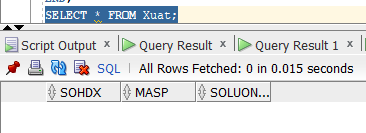 END;
SELECT * FROM Xuat;
Script Output × Query Result × Query Result 1 ×
SQL | All Rows Fetched: 0 in 0.015 seconds
SOHDX MASP SOLUON...